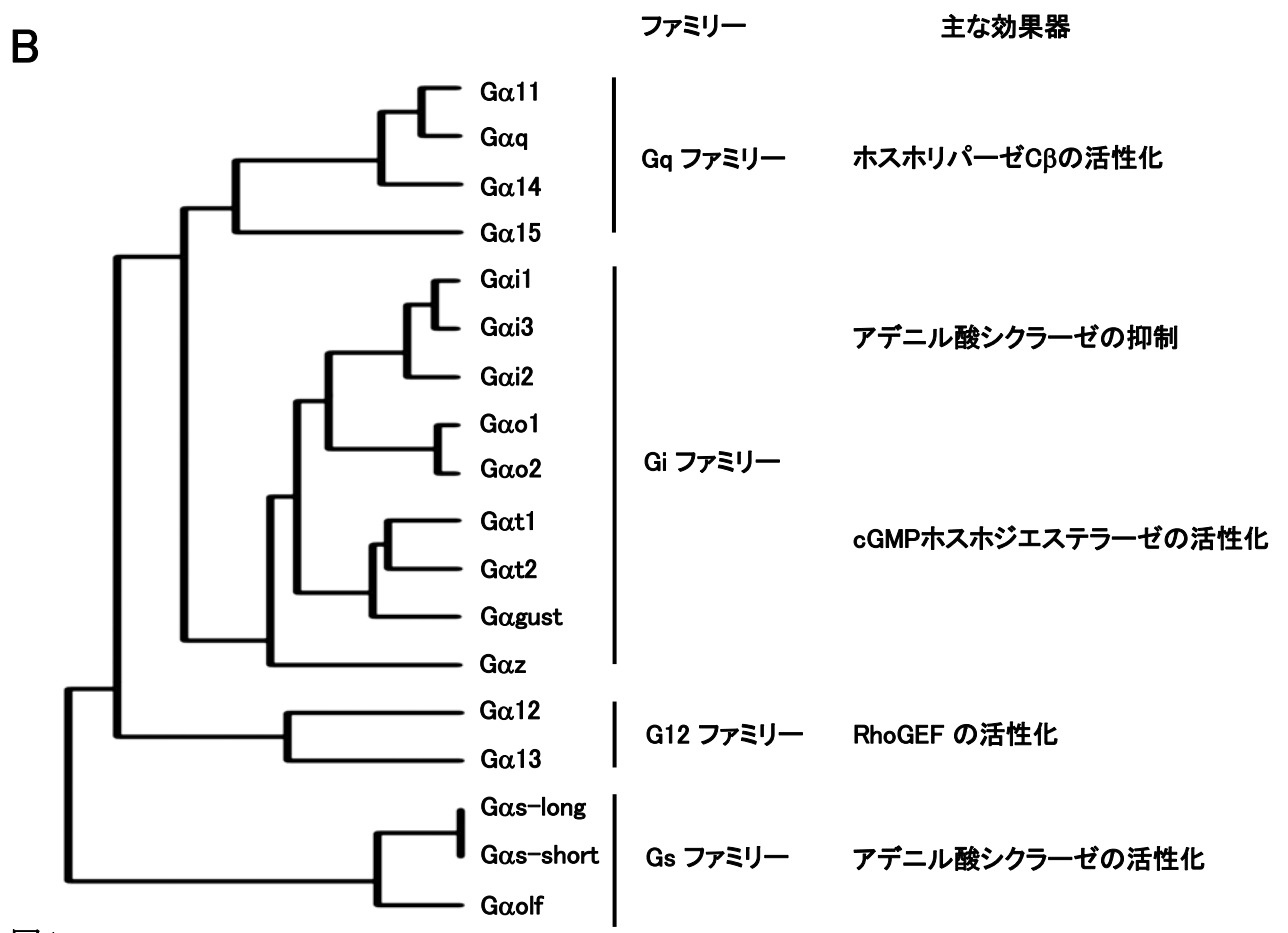 B
ファミリー 主な効果器
Gα11
Gαq
Gα14
Gα15
Gq ファミリー ホスホリパーゼCβの活性化
Gαi1
Gαi3
Gαi2
Gαo1
Gαo2
Gαt1
Gαt2
Gαgust
Gαz
Gi ファミリー
アデニル酸シクラーゼの抑制
cGMPホスホジエステラーゼの活性化
Gα12
Gα13
G12 ファミリー RhoGEF の活性化
Gαs-long
Gαs-short
Gαolf
Gs ファミリー アデニル酸シクラーゼの活性化